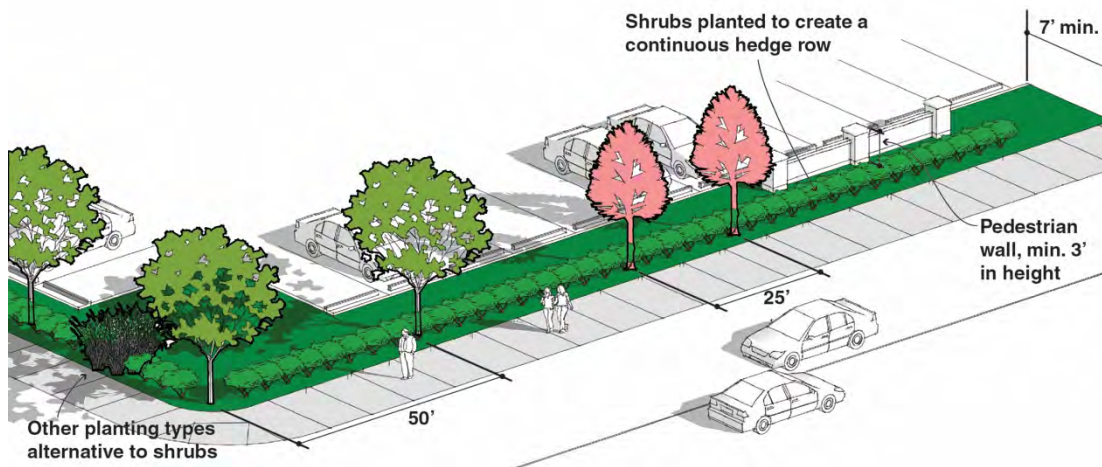 Shrubs planted to create a
continuous hedge row
7’ min.
Pedestrian
wall, min. 3’
in height
25’
50’
Other planting types
alternative to shrubs